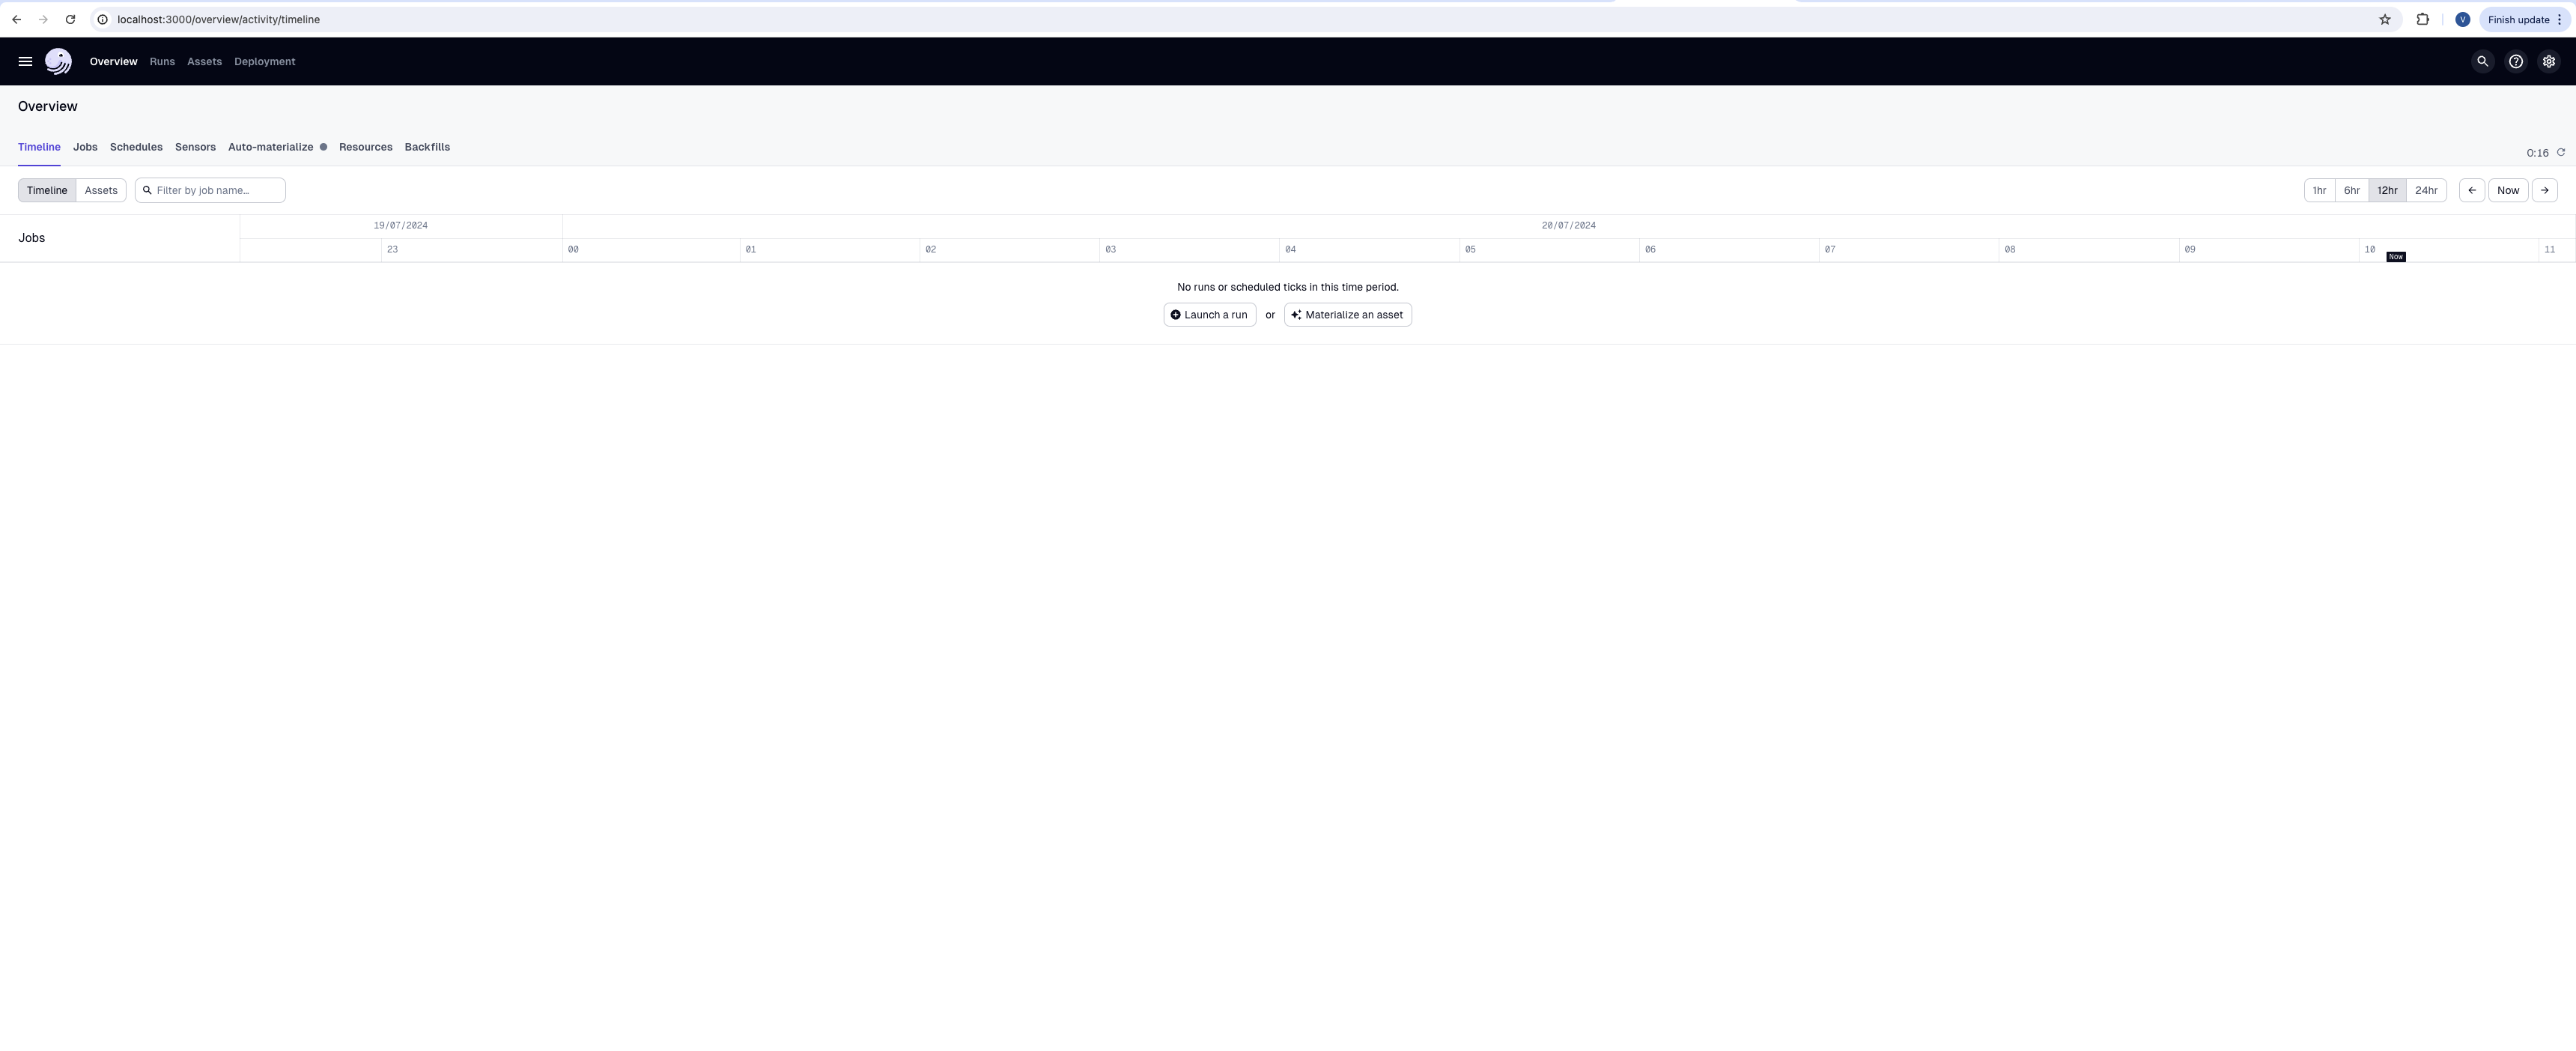 localhost:3000/overview/activity/timeline
V
Finish update
Overview Runs Assets Deployment
Overview
Timeline Jobs Schedules Sensors Auto-materialize Resources Backfills
0:16
Timeline Assets Filter by job name…
1hr 6hr 12hr 24hr Now
Jobs
19/07/2024 20/07/2024
23 00 01 02 03 04 05 06 07 08 09 10 11
Now
No runs or scheduled ticks in this time period.
Launch a run or Materialize an asset